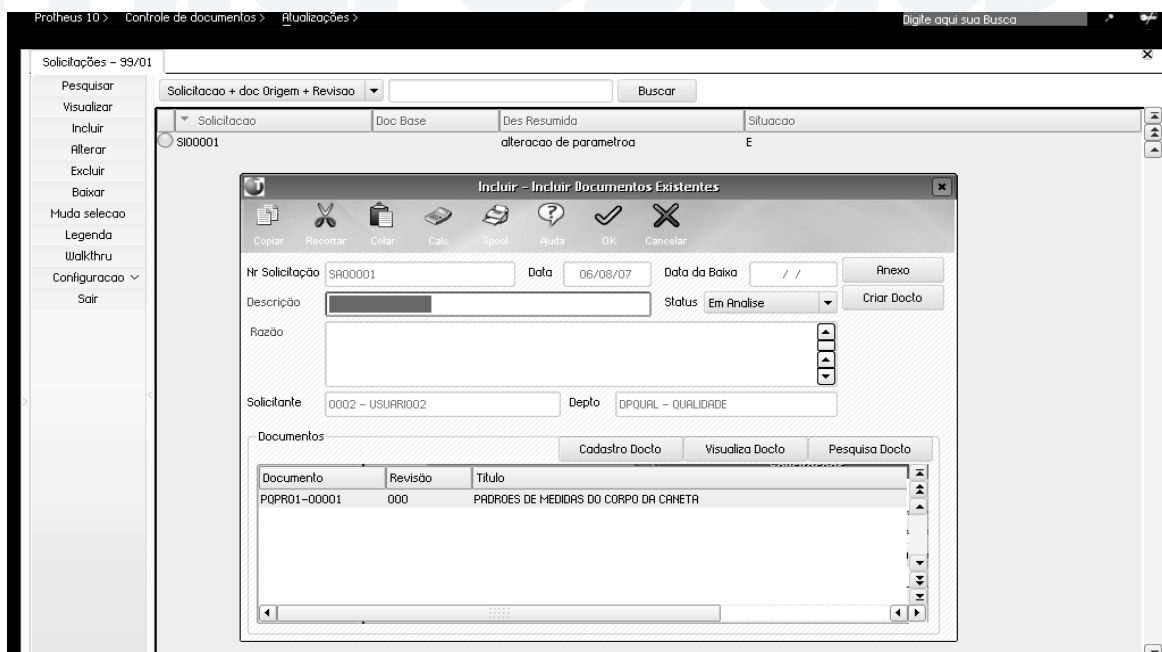 Protheus 10 > Controle de documentos > Atualizações > Digite aqui sua Busca
Solicitações - 99/01
Pesquisar
Visualizar
Incluir
Alterar
Excluir
Baixar
Muda selecao
Legenda
Walkthru
Configuracao
Sair
Solicitacao + doc Origem + Revisao Buscar
Solicitacao Doc Base Des Resumida Situacao
SI00001 alteracao de parametroa E
Incluir - Incluir Documentos Existentes
Copiar Recortar Colar Calc Spool Ajuda OK Cancelar
Nr Solicitação SA00001 Data 06/08/07 Data da Baixa / / Anexo
Descrição Status Em Analise Criar Docto
Razão
Solicitante 0002 - USUARIO02 Depto DPQUAL - QUALIDADE
Documentos
Cadastro Docto Visualiza Docto Pesquisa Docto
Documento Revisão Título
PQPR01-00001 000 PADROES DE MEDIDAS DO CORPO DA CANETA